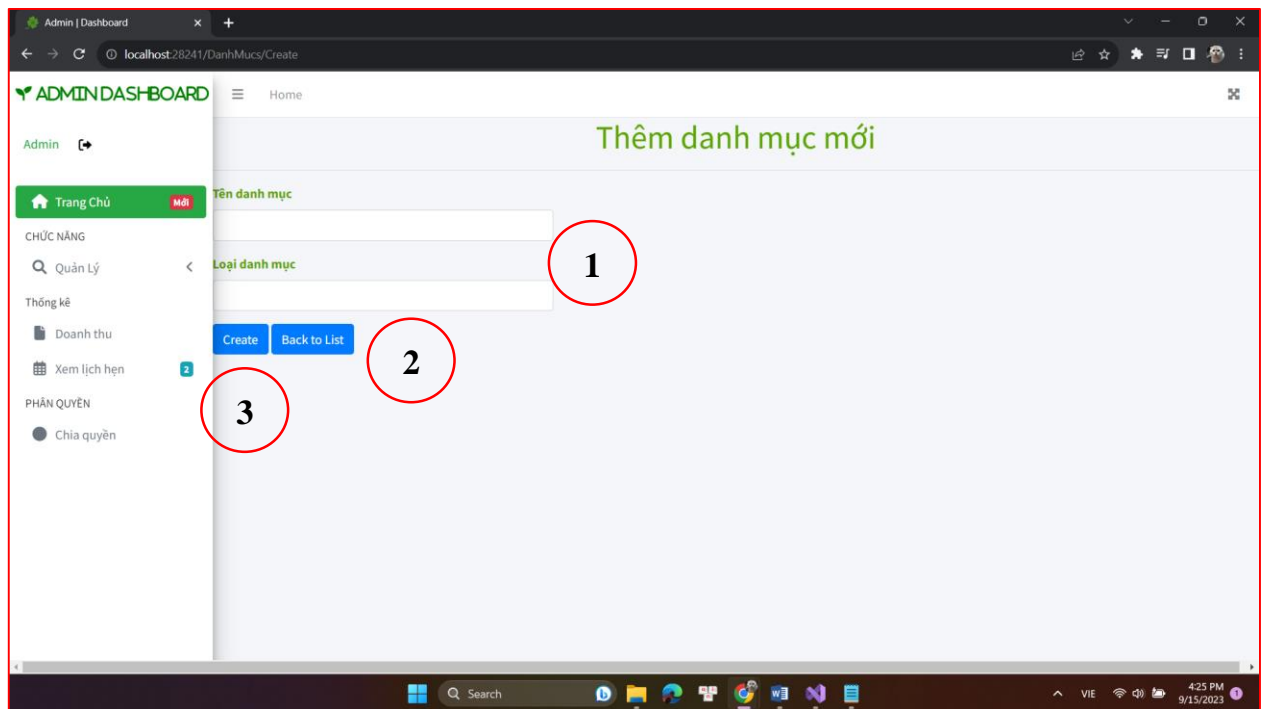 Admin | Dashboard
localhost:28241/DanhMucs/Create
ADMIN DASHBOARD
Home
Admin
Thêm danh mục mới
Trang Chủ
Mới
CHỨC NĂNG
Quản Lý
Thống kê
Doanh thu
Xem lịch hẹn
2
PHÂN QUYỀN
Chia quyền
Tên danh mục
Loại danh mục
1
Create
Back to List
2
3
Search
VIE
4:25 PM
9/15/2023
1